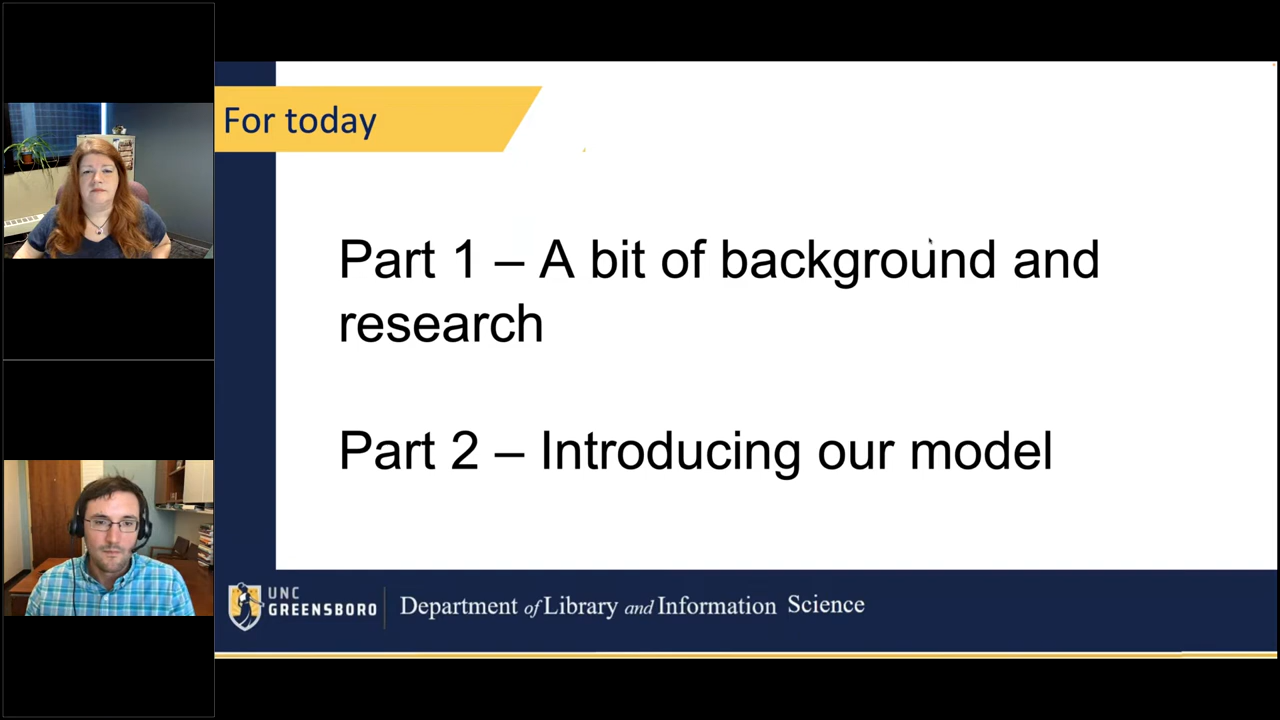 For today
Part 1 – A bit of background and
research
Part 2 – Introducing our model
UNC
GREENSBORO
Department of Library and Information Science